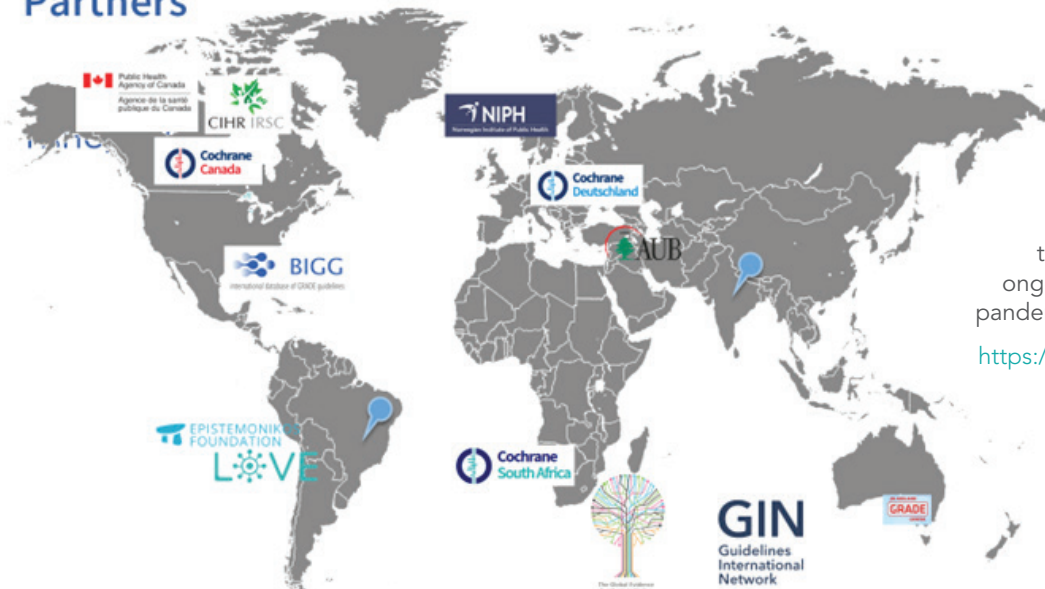 Partners
Public Health
Agency of Canada
Agence de la santé
publique du Canada
CIHR IRSC
Cochrane
Canada
NIPH
Norwegian Institute of Public Health
Cochrane
Deutschland
AUB
BIGG
international database of GRADE guidelines
t
ong
pande
https:/
EPISTEMONIK
FOUNDATION
L VE
Cochrane
South Africa
The Global Evidence
GIN
Guidelines
International
Network
GRADE